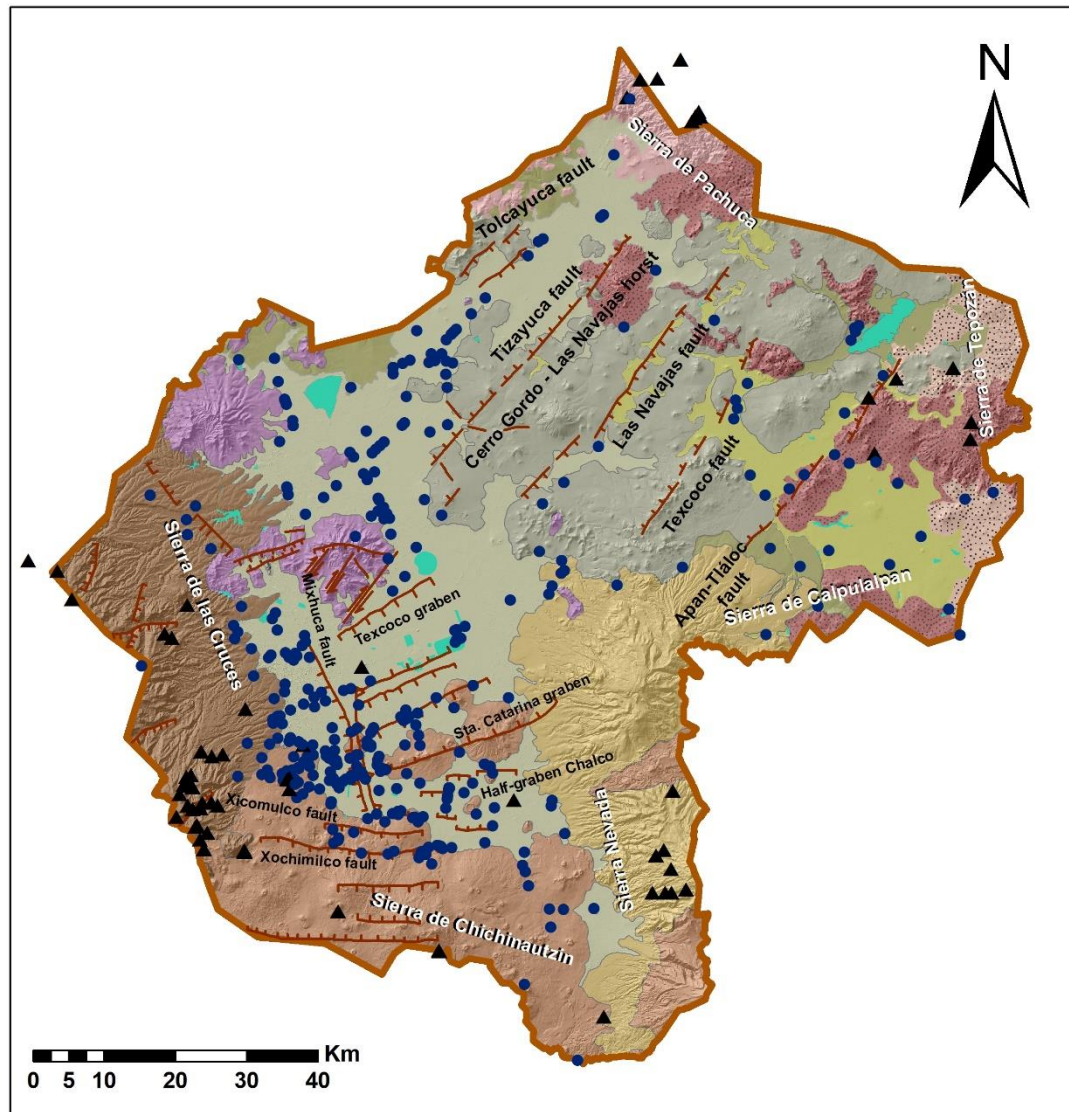 N
Sierra de Pachuca
Tolcayuca fault
Tizayuca fault
Cerro Gordo - Las Navajas horst
Las Navajas fault
Sierra de Tepozán
Texcoco fault
Sierra de las Cruces
Mixhuca fault
Texcoco graben
Apan-Tláloc
fault
Sierra de Calpulalpan
Sta. Catarina graben
Half-graben Chalco
Xicomulco fault
Xochimilco fault
Sierra Navada
Sierra de Chichinautzin
Km
0 5 10 20 30 40